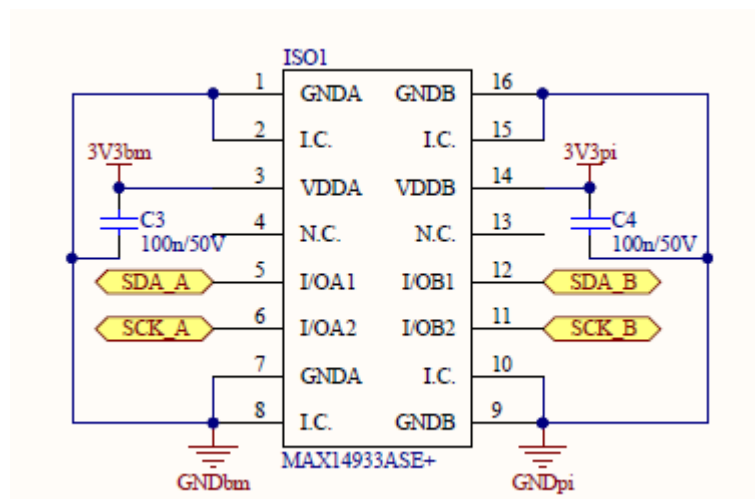 ISO1
1 GNDA GNDB 16
2 I.C. I.C. 15
3V3bm 3V3pi
3 VDDA VDDB 14
C3 C4
100n/50V 100n/50V
4 N.C. N.C. 13
SDA_A 5 I/OA1 I/OB1 12 SDA_B
SCK_A 6 I/OA2 I/OB2 11 SCK_B
7 GNDA I.C. 10
8 I.C. GNDB 9
MAX14933ASE+
GNDbm GNDpi